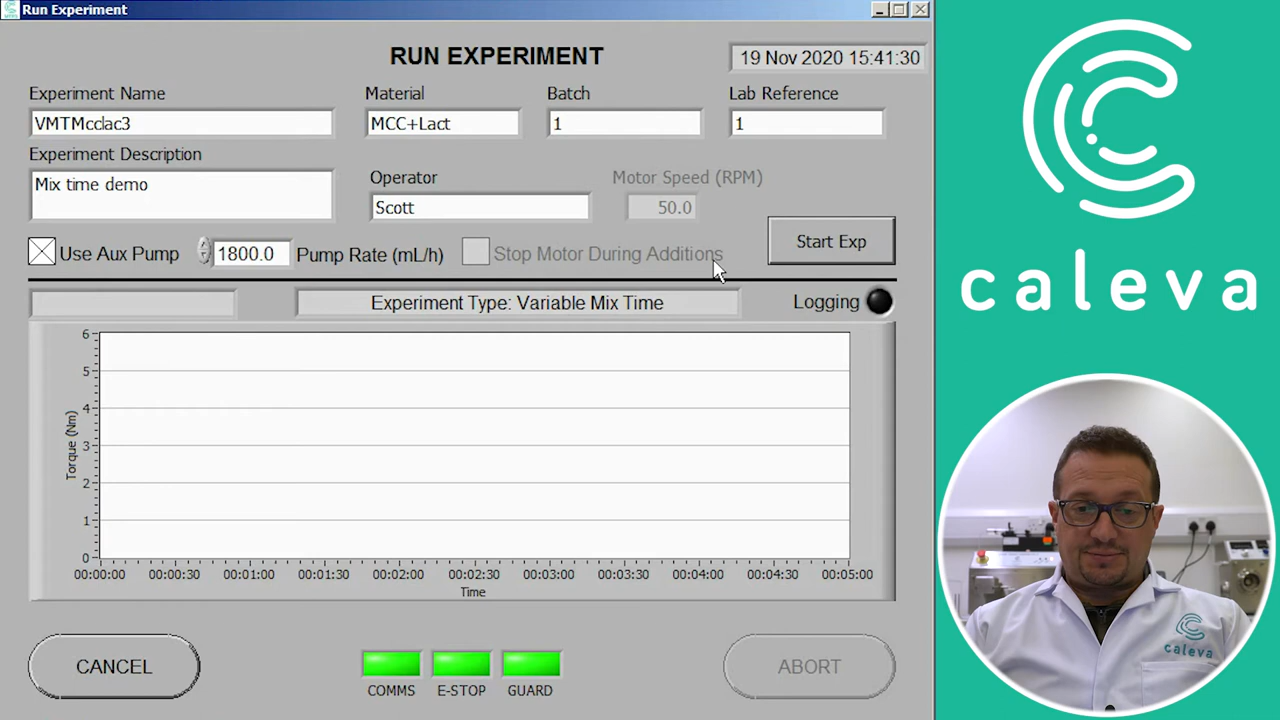 Run Experiment
RUN EXPERIMENT
19 Nov 2020 15:41:30
Experiment Name
Material
Batch
Lab Reference
VMTMcclac3
MCC+Lact
1
1
Experiment Description
Mix time demo
Operator
Motor Speed (RPM)
Scott
50.0
Use Aux Pump
1800.0
Pump Rate (mL/h)
Stop Motor During Additions
Start Exp
Experiment Type: Variable Mix Time
Logging
6
5
4
3
2
1
0
Torque (Nm)
00:00:00
00:00:30
00:01:00
00:01:30
00:02:00
00:02:30
00:03:00
00:03:30
00:04:00
00:04:30
00:05:00
Time
CANCEL
COMMS
E-STOP
GUARD
ABORT
caleva
caleva